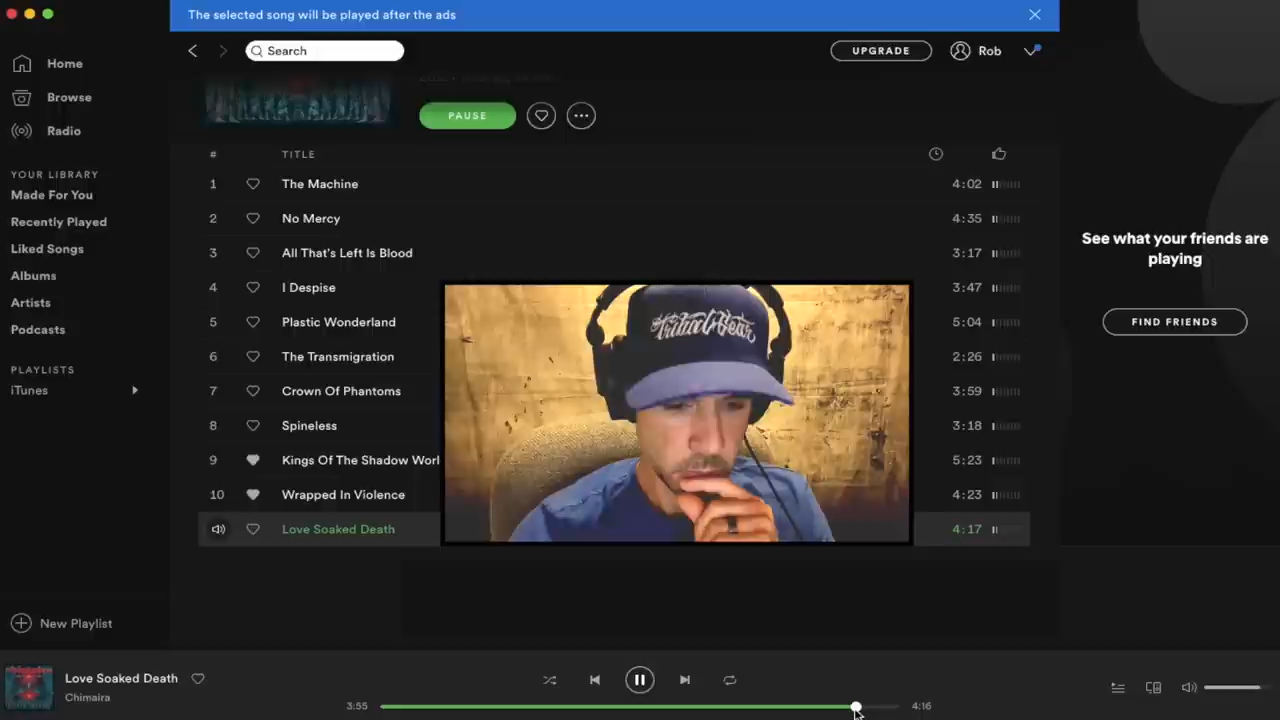 The selected song will be played after the ads
Search
UPGRADE
Rob
Home
Browse
Radio
YOUR LIBRARY
Made For You
Recently Played
Liked Songs
Albums
Artists
Podcasts
PLAYLISTS
iTunes
New Playlist
PAUSE
# TITLE
1 The Machine 4:02
2 No Mercy 4:35
3 All That's Left Is Blood 3:17
4 I Despise 3:47
5 Plastic Wonderland 5:04
6 The Transmigration 2:26
7 Crown Of Phantoms 3:59
8 Spineless 3:18
9 Kings Of The Shadow Worl 5:23
10 Wrapped In Violence 4:23
Love Soaked Death 4:17
See what your friends are
playing
FIND FRIENDS
Love Soaked Death
Chimaira
3:55
4:16